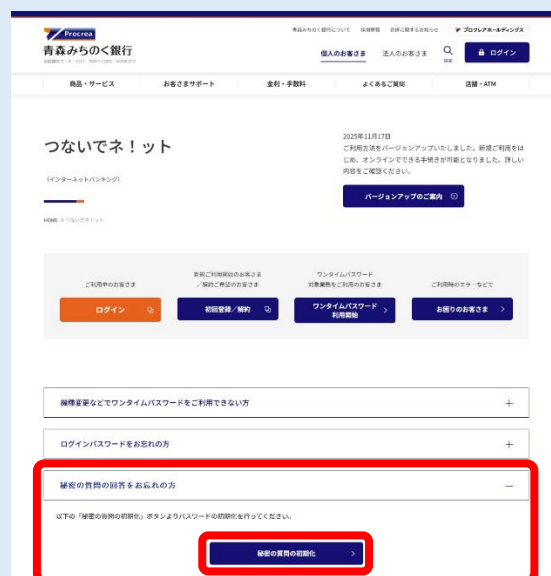 Procrea
青森みちのく銀行
青森みちのく銀行について 採用情報 合併に関するお知らせ プロクレアホールディングス
個人のお客さま 法人のお客さま 検索 ログイン
商品・サービス お客さまサポート 金利・手数料 よくあるご質問 店舗・ATM
つないでネ！ット
(インターネットバンキング)
2025年11月17日
ご利用方法をバージョンアップいたしました。新規ご利用をは
じめ、オンラインでできる手続きが可能となりました。詳しい
内容をご確認ください。
バージョンアップのご案内
HOME > つないでネ！ット
ご利用中のお客さま
ログイン
新規ご利用開始のお客さま
／解約ご希望のお客さま
初回登録／解約
ワンタイムパスワード
対象業務をご利用のお客さま
ワンタイムパスワード
利用開始
ご利用時のエラーなどで
お困りのお客さま
機種変更などでワンタイムパスワードをご利用できない方
ログインパスワードをお忘れの方
秘密の質問の回答をお忘れの方
以下の「秘密の質問の初期化」ボタンよりパスワードの初期化を行ってください。
秘密の質問の初期化